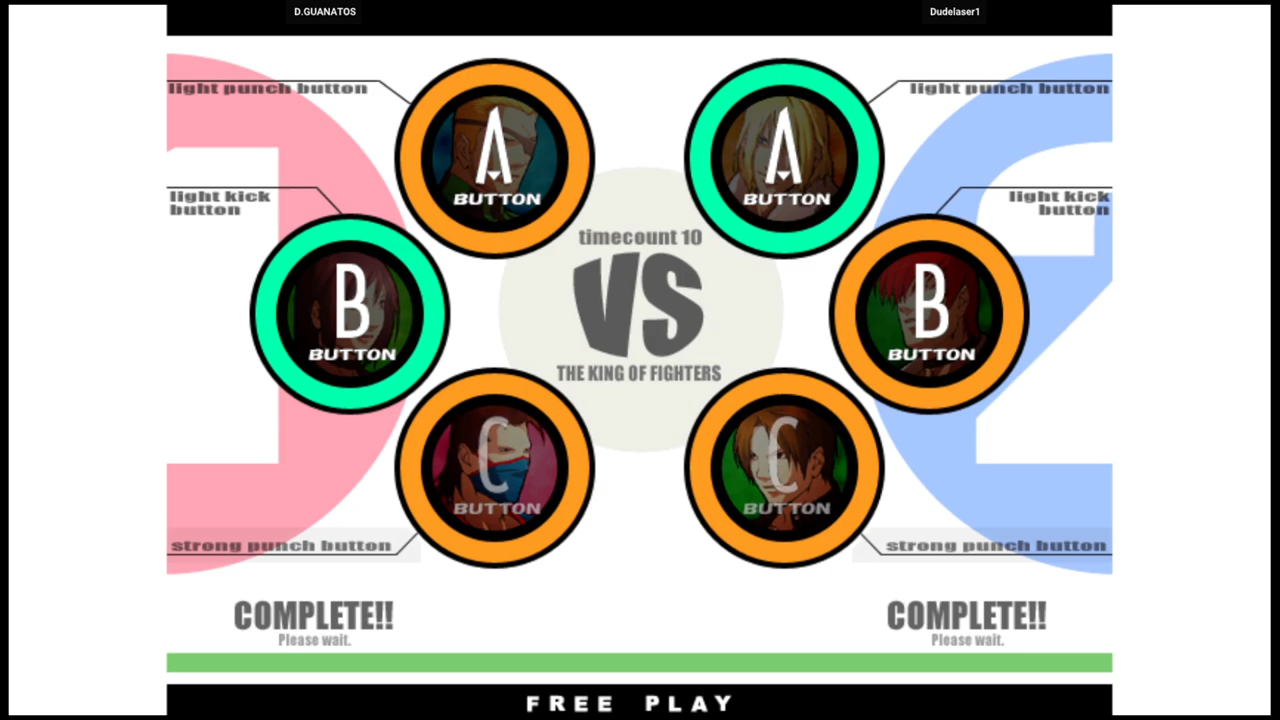 D.GUANATOS
Dudelaser1
light punch button
A
BUTTON
A
BUTTON
light punch button
light kick
button
B
BUTTON
timecount 10
VS
THE KING OF FIGHTERS
B
BUTTON
light kick
button
C
BUTTON
C
BUTTON
strong punch button
strong punch button
1
2
COMPLETE!!
Please wait.
COMPLETE!!
Please wait.
FREE PLAY